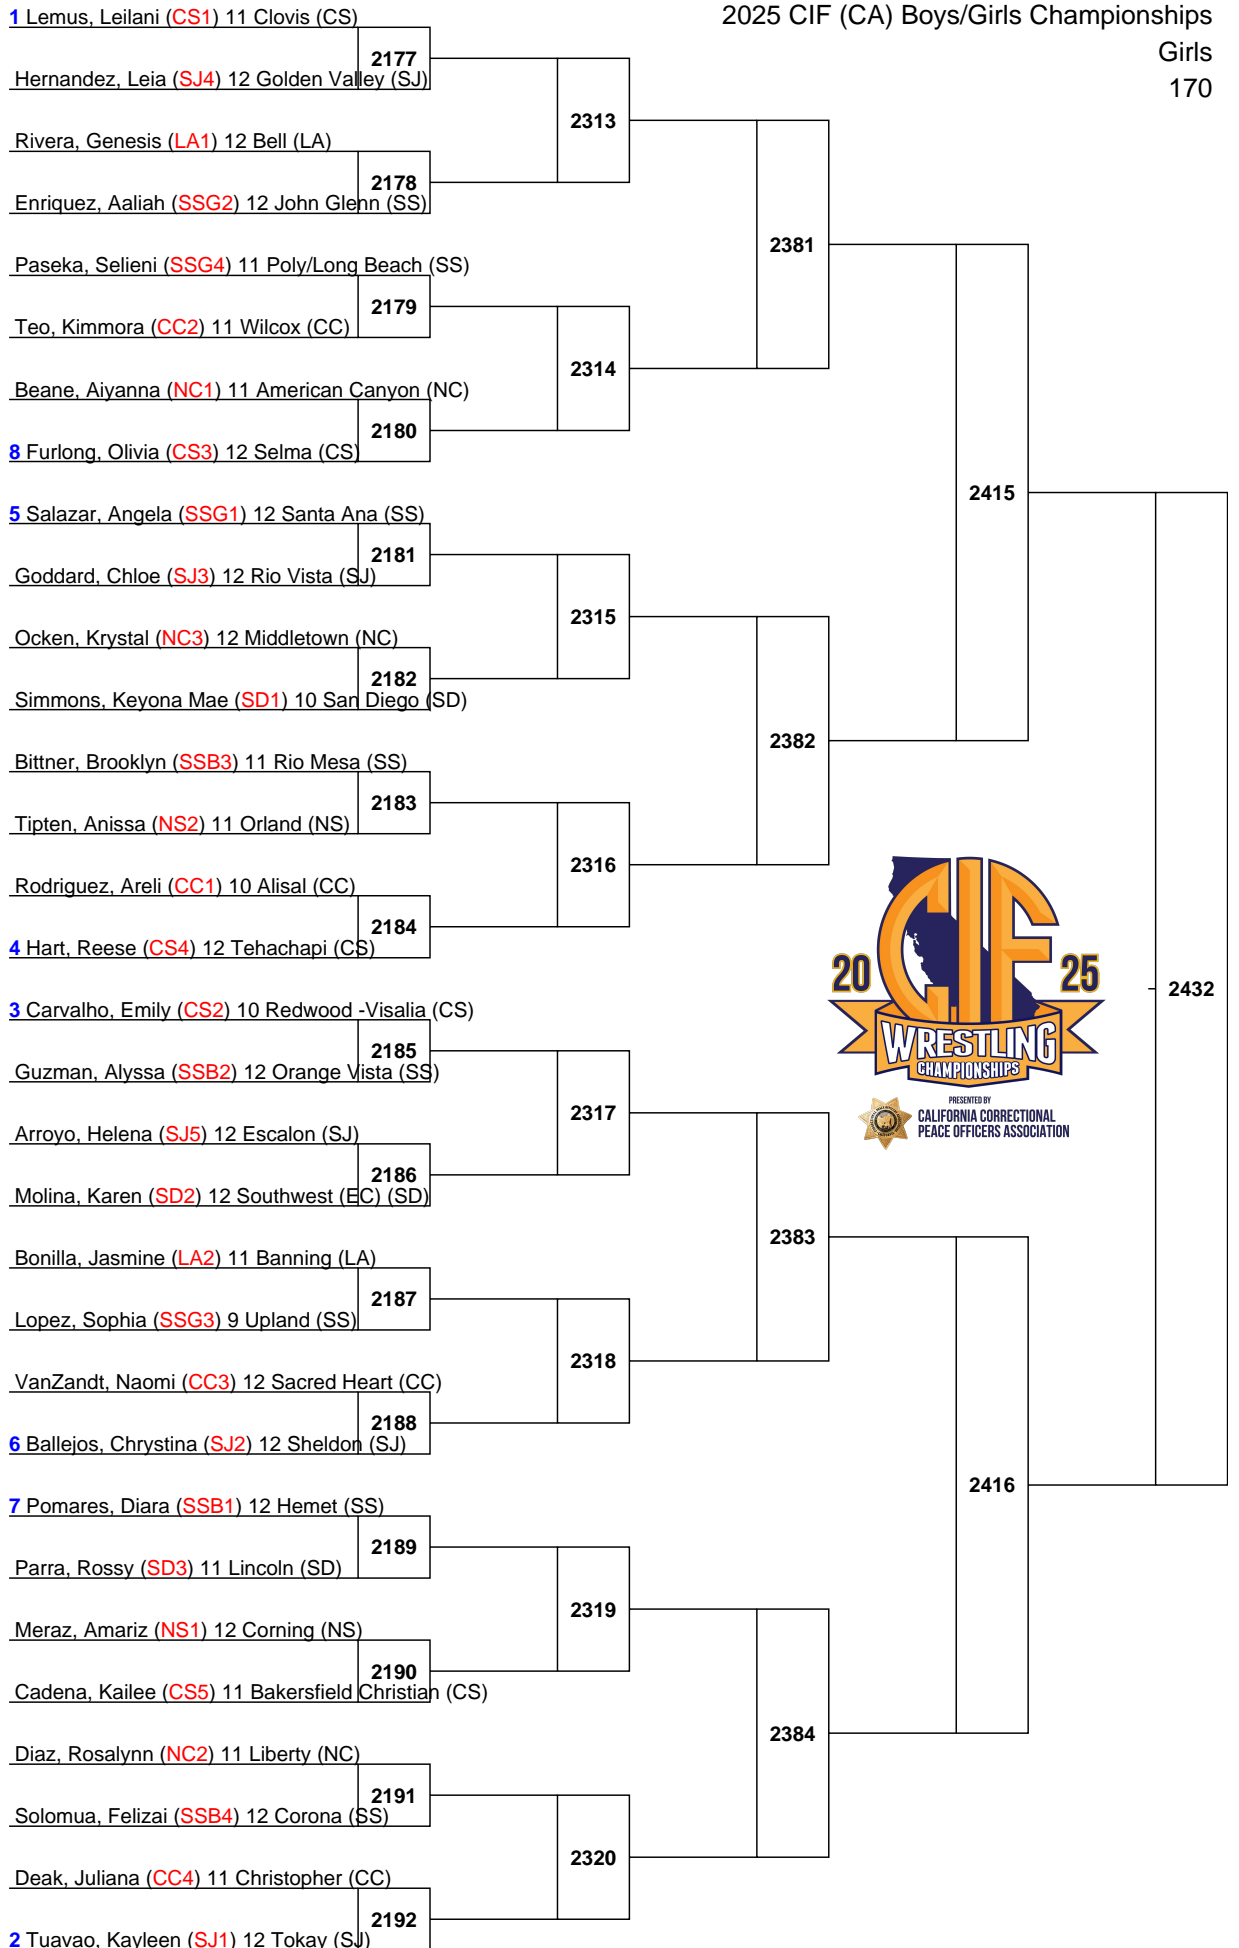 2025 CIF (CA) Boys/Girls Championships
Girls
170
1 Lemus, Leilani (CS1) 11 Clovis (CS)
2177
Hernandez, Leia (SJ4) 12 Golden Valley (SJ)
2313
Rivera, Genesis (LA1) 12 Bell (LA)
2178
Enriquez, Aaliah (SSG2) 12 John Glenn (SS)
2381
Paseka, Selieni (SSG4) 11 Poly/Long Beach (SS)
2179
Teo, Kimmora (CC2) 11 Wilcox (CC)
2314
Beane, Aiyanna (NC1) 11 American Canyon (NC)
2180
8 Furlong, Olivia (CS3) 12 Selma (CS)
2415
5 Salazar, Angela (SSG1) 12 Santa Ana (SS)
2181
Goddard, Chloe (SJ3) 12 Rio Vista (SJ)
2315
Ocken, Krystal (NC3) 12 Middletown (NC)
2182
Simmons, Keyona Mae (SD1) 10 San Diego (SD)
2382
Bittner, Brooklyn (SSB3) 11 Rio Mesa (SS)
2183
Tipten, Anissa (NS2) 11 Orland (NS)
2316
Rodriguez, Areli (CC1) 10 Alisal (CC)
2184
4 Hart, Reese (CS4) 12 Tehachapi (CS)
CIF
20 25
WRESTLING
CHAMPIONSHIPS
PRESENTED BY
CALIFORNIA CORRECTIONAL
PEACE OFFICERS ASSOCIATION
2432
3 Carvalho, Emily (CS2) 10 Redwood -Visalia (CS)
2185
Guzman, Alyssa (SSB2) 12 Orange Vista (SS)
2317
Arroyo, Helena (SJ5) 12 Escalon (SJ)
2186
Molina, Karen (SD2) 12 Southwest (EC) (SD)
2383
Bonilla, Jasmine (LA2) 11 Banning (LA)
2187
Lopez, Sophia (SSG3) 9 Upland (SS)
2318
VanZandt, Naomi (CC3) 12 Sacred Heart (CC)
2188
6 Ballejos, Chrystina (SJ2) 12 Sheldon (SJ)
2416
7 Pomares, Diara (SSB1) 12 Hemet (SS)
2189
Parra, Rossy (SD3) 11 Lincoln (SD)
2319
Meraz, Amariz (NS1) 12 Corning (NS)
2190
Cadena, Kailee (CS5) 11 Bakersfield Christian (CS)
2384
Diaz, Rosalynn (NC2) 11 Liberty (NC)
2191
Solomua, Felizai (SSB4) 12 Corona (SS)
2320
Deak, Juliana (CC4) 11 Christopher (CC)
2192
2 Tuavao, Kayleen (SJ1) 12 Tokay (SJ)